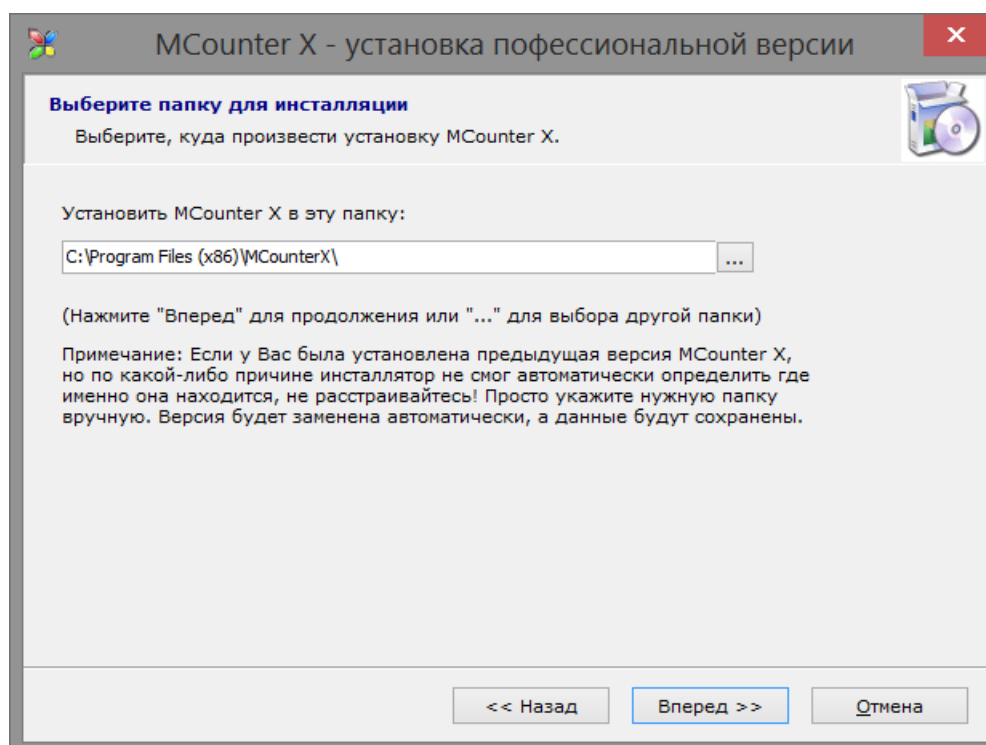 MCounter X - установка пофессиональной версии
Выберите папку для инсталляции
Выберите, куда произвести установку MCounter X.
Установить MCounter X в эту папку:
C:\Program Files (x86)\MCounterX\
...
(Нажмите "Вперед" для продолжения или "..." для выбора другой папки)
Примечание: Если у Вас была установлена предыдущая версия MCounter X,
но по какой-либо причине инсталлятор не смог автоматически определить где
именно она находится, не расстраивайтесь! Просто укажите нужную папку
вручную. Версия будет заменена автоматически, а данные будут сохранены.
<< Назад
Вперед >>
Отмена